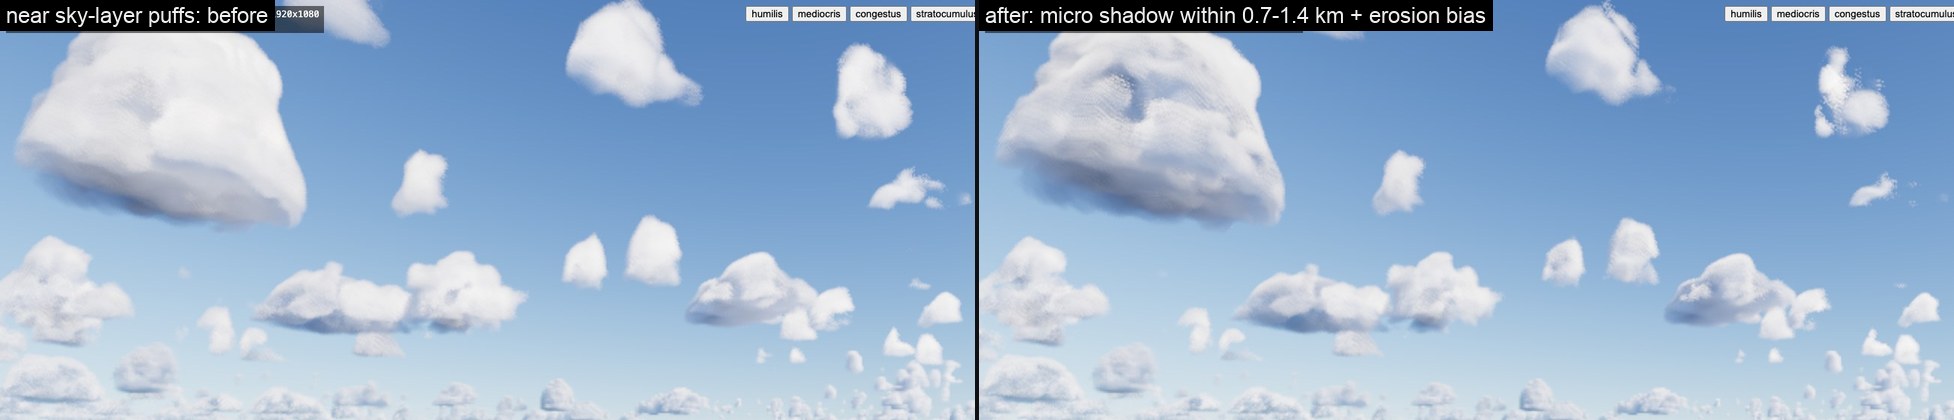 near sky-layer puffs: before
920x1080
humilis mediocris congestus stratocumulus
after: micro shadow within 0.7-1.4 km + erosion bias
humilis mediocris congestus stratocumul